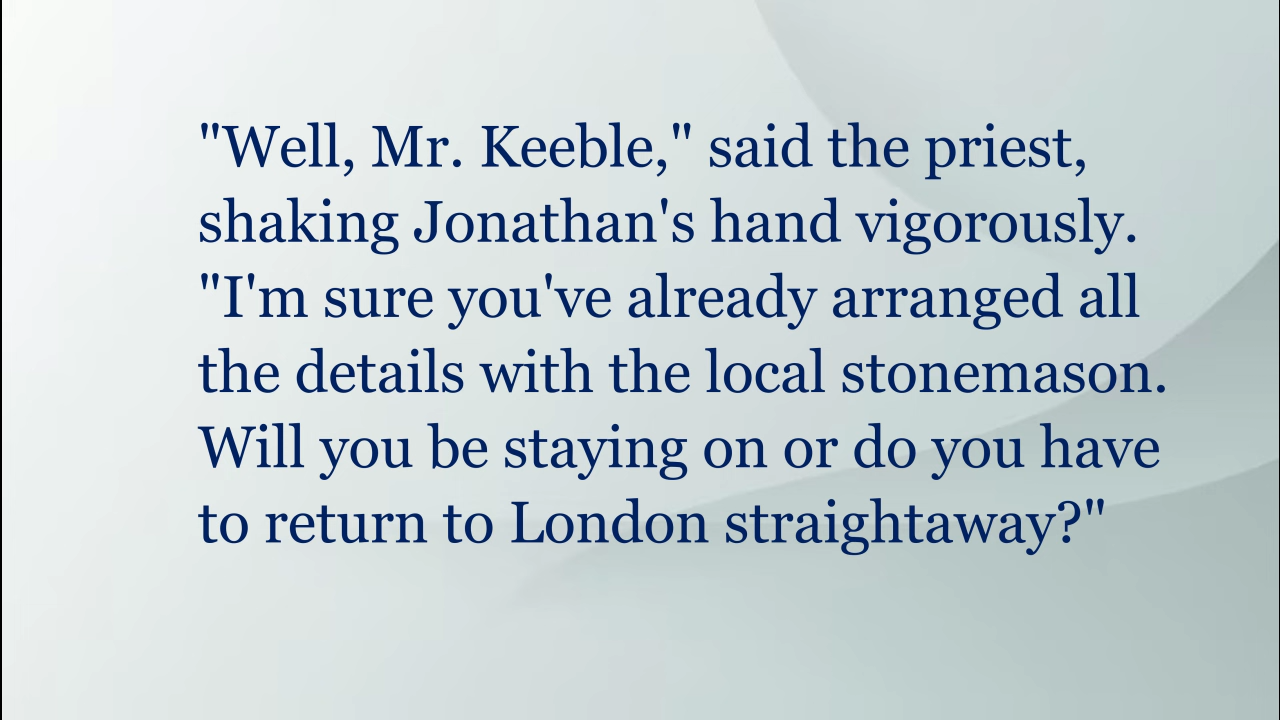 "Well, Mr. Keeble," said the priest,
shaking Jonathan's hand vigorously.
"I'm sure you've already arranged all
the details with the local stonemason.
Will you be staying on or do you have
to return to London straightaway?"